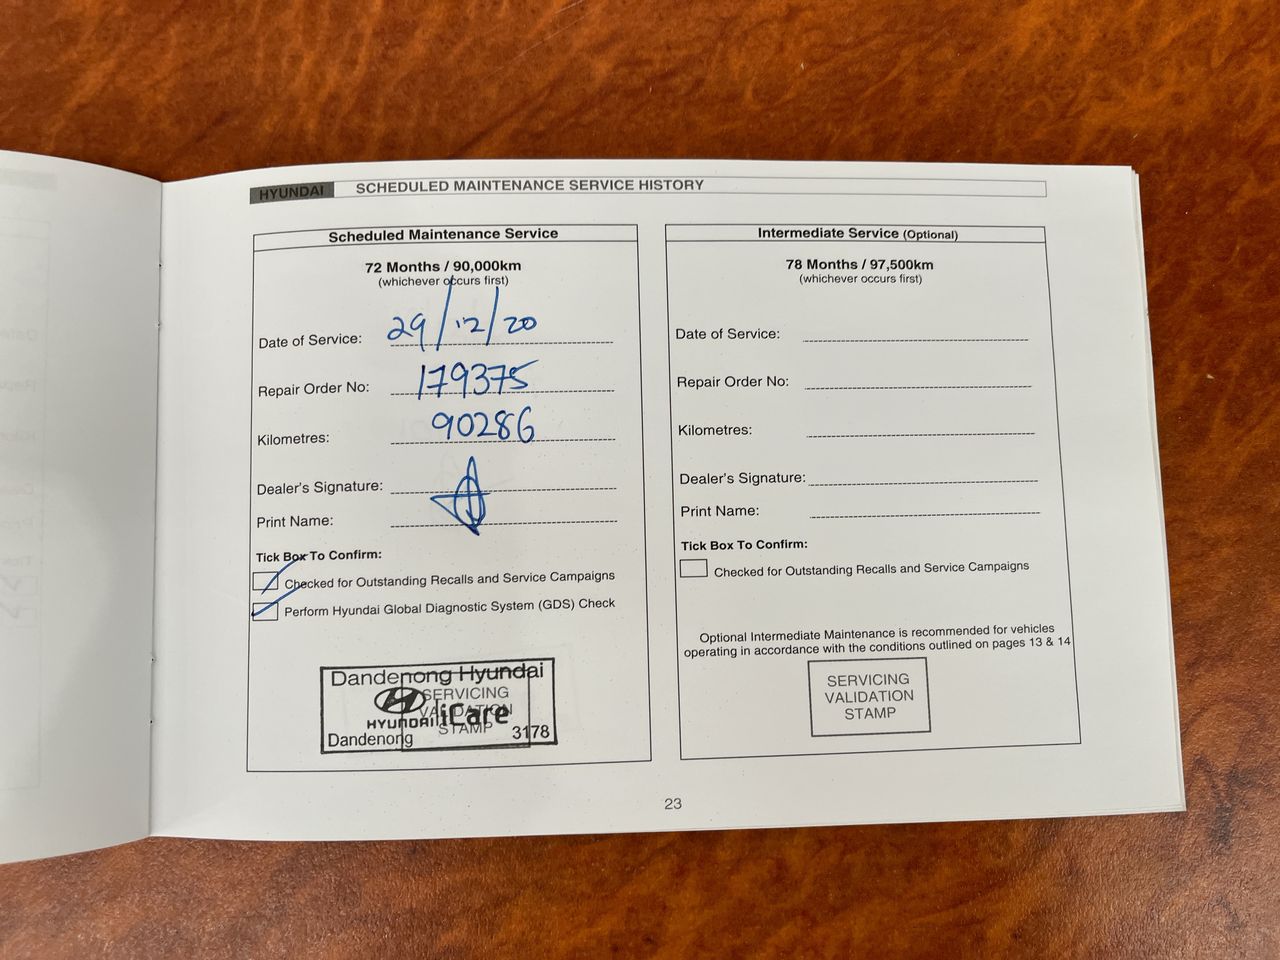 HYUNDAI SCHEDULED MAINTENANCE SERVICE HISTORY
Scheduled Maintenance Service
72 Months / 90,000km
(whichever occurs first)
Date of Service: 29/12/20
Repair Order No: 179375
Kilometres: 90286
Dealer's Signature:
Print Name:
Tick Box To Confirm:
Checked for Outstanding Recalls and Service Campaigns
Perform Hyundai Global Diagnostic System (GDS) Check
Dandenong Hyundai
SERVICING
VALIDATION
STAMP
HYUNDAI iCare
Dandenong 3178
Intermediate Service (Optional)
78 Months / 97,500km
(whichever occurs first)
Date of Service:
Repair Order No:
Kilometres:
Dealer's Signature:
Print Name:
Tick Box To Confirm:
Checked for Outstanding Recalls and Service Campaigns
Optional Intermediate Maintenance is recommended for vehicles
operating in accordance with the conditions outlined on pages 13 & 14
SERVICING
VALIDATION
STAMP
23